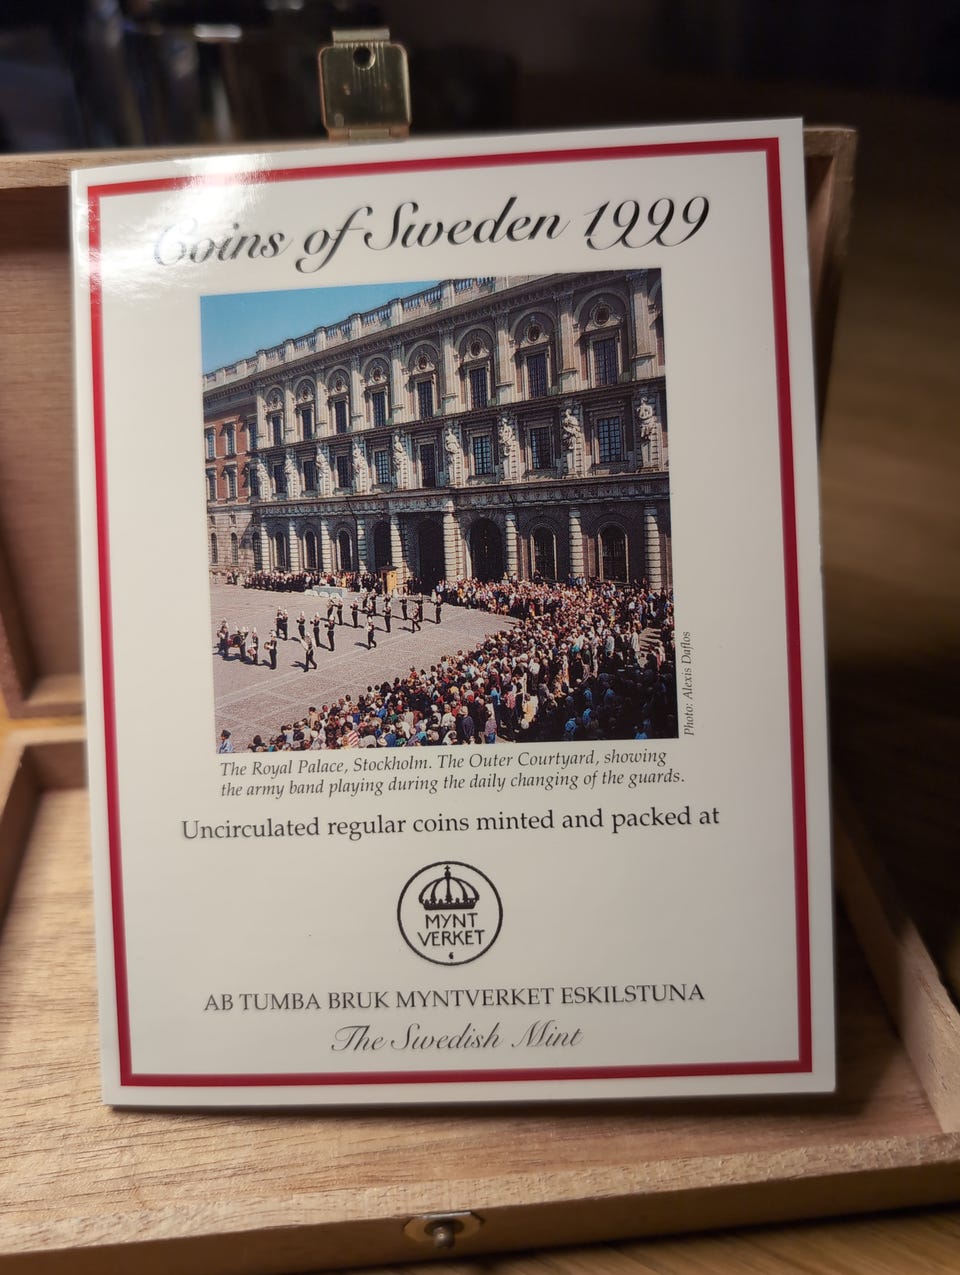 Coins of Sweden 1999
Photo: Alexis Daflos
The Royal Palace, Stockholm. The Outer Courtyard, showing
the army band playing during the daily changing of the guards.
Uncirculated regular coins minted and packed at
MYNT
VERKET
AB TUMBA BRUK MYNTVERKET ESKILSTUNA
The Swedish Mint